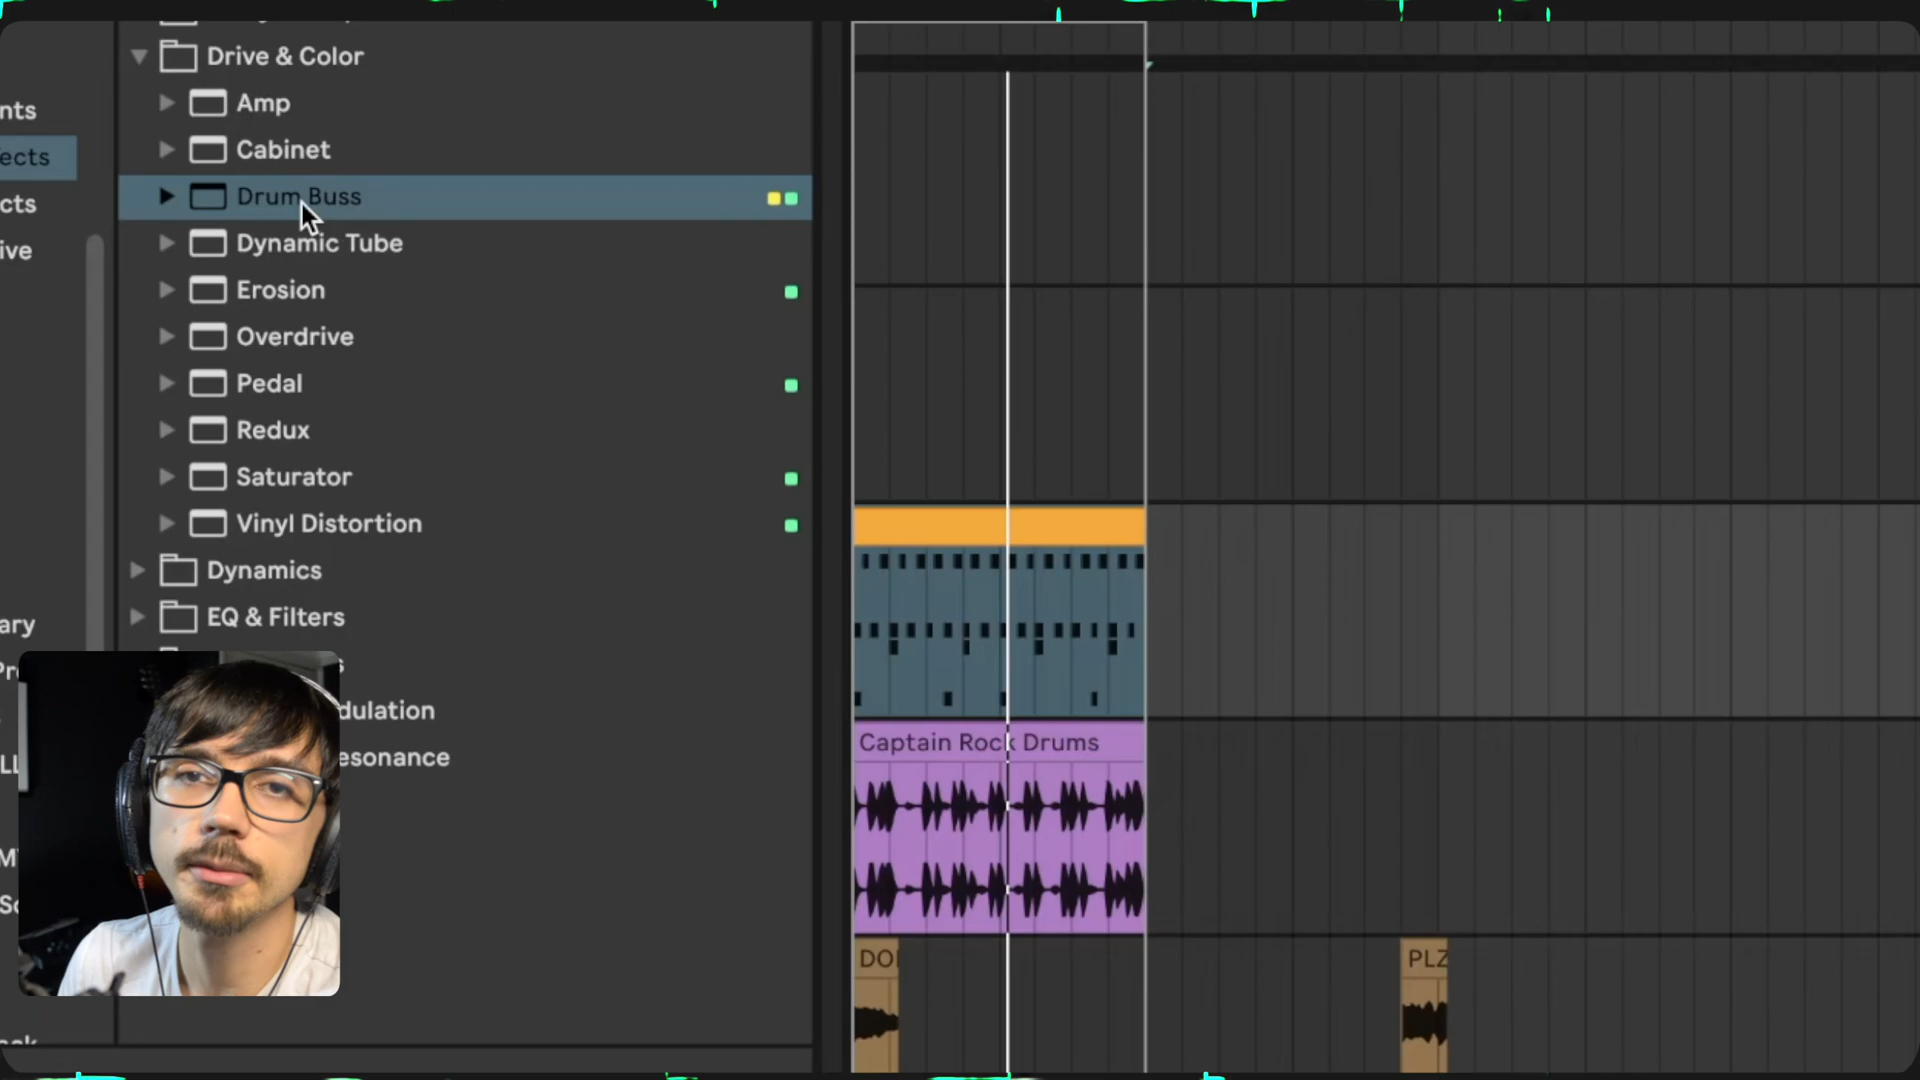 Drive & Color
Amp
nts
Cabinet
ects
Drum Buss
cts
Dynamic Tube
ive
Erosion
Overdrive
Pedal
Redux
Saturator
Vinyl Distortion
Dynamics
EQ & Filters
ary
dulation
esonance
Captain Rock Drums
DO
PLZ